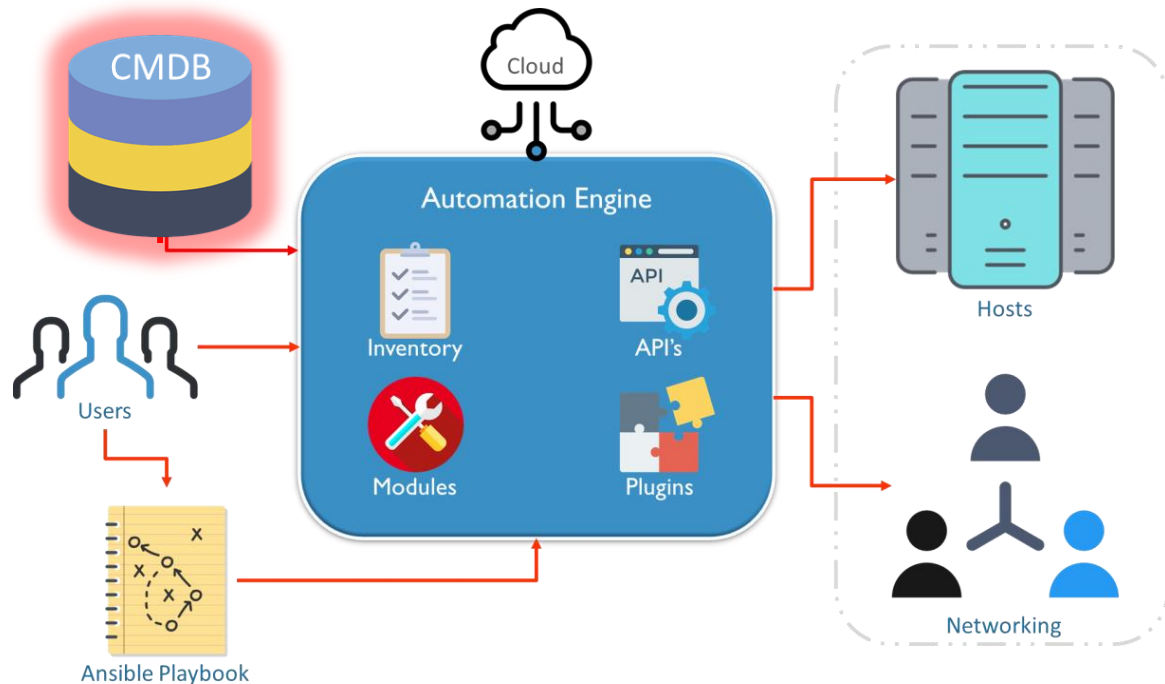 CMDB
Cloud
Automation Engine
API
Inventory
API's
Hosts
Users
Modules
Plugins
X
X
X
Networking
Ansible Playbook